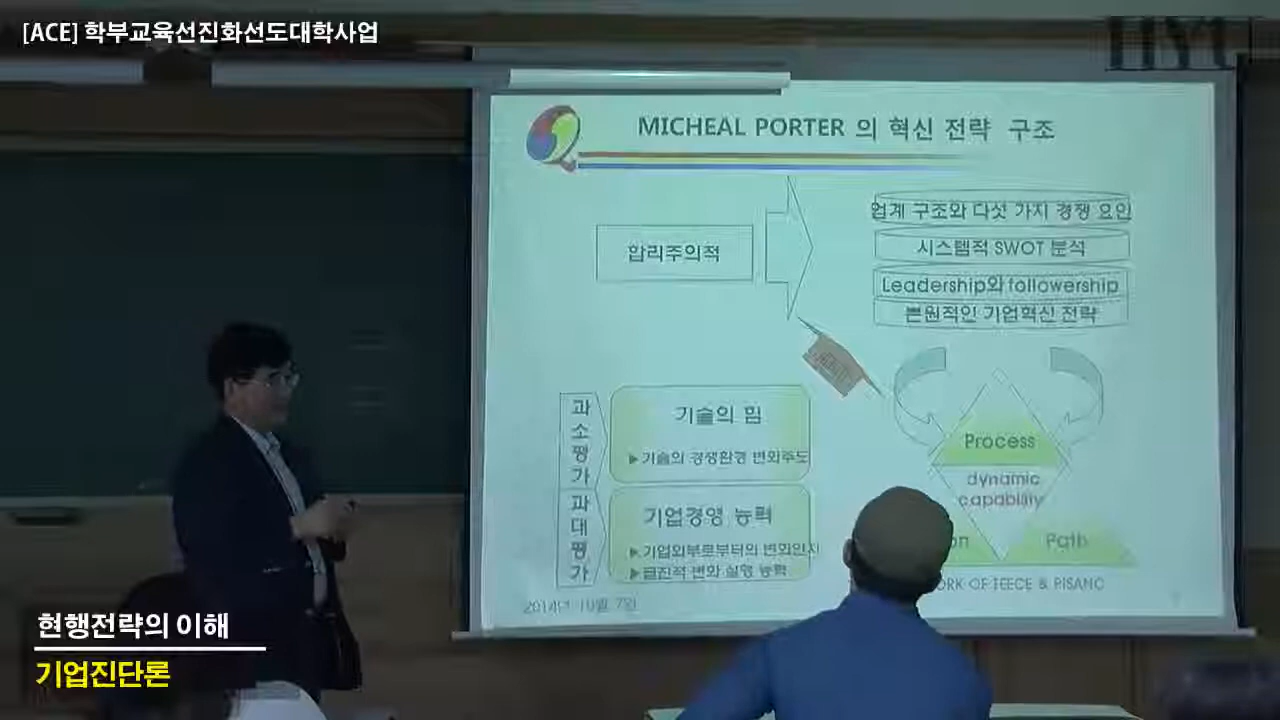 [ACE] 학부교육선진화선도대학사업
HYU
MICHEAL PORTER 의 혁신 전략 구조
합리주의적
업계 구조와 다섯 가지 경쟁 요인
시스템적 SWOT 분석
Leadership와 followership
본원적인 기업혁신 전략
과소평가
기술의 힘
▶기술의 경쟁환경 변화주도
과대평가
기업경영 능력
▶기업외부로부터의 변화인지
▶급진적 변화 실행 능력
Process
dynamic
capability
on
Path
ORK OF TEECE & PISANO
2014년 10월 7일
현행전략의 이해
기업진단론